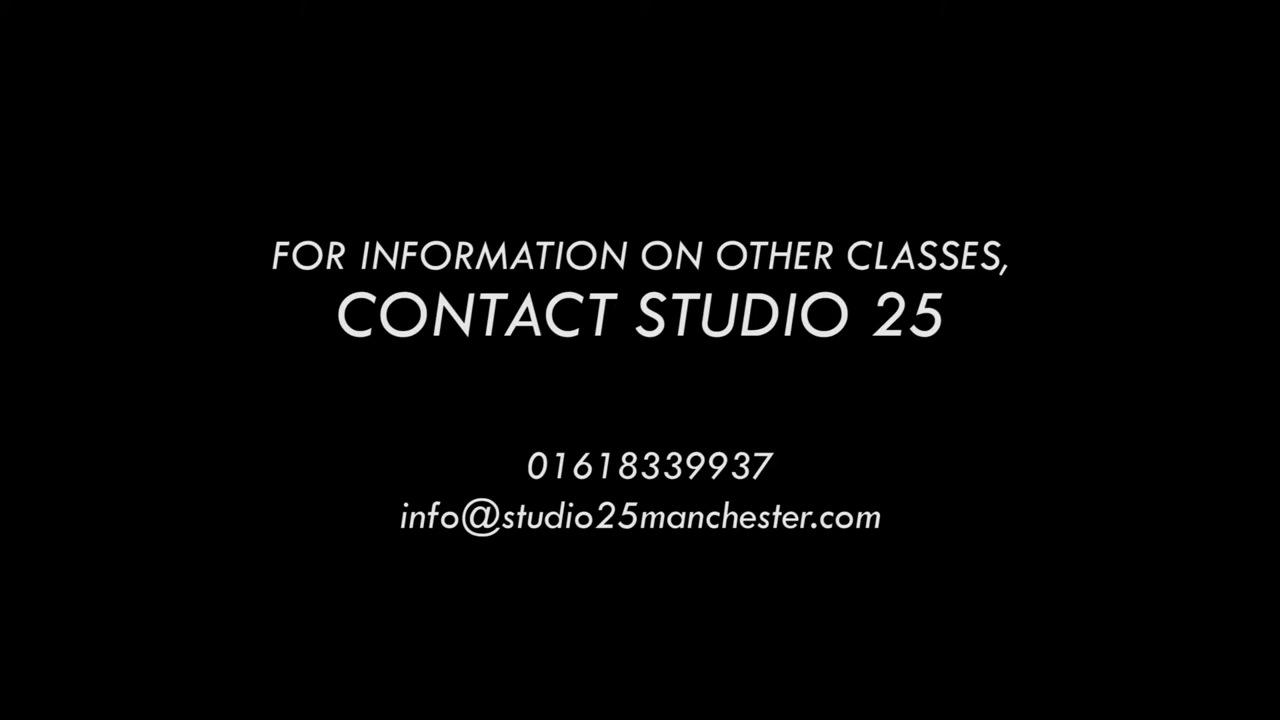 FOR INFORMATION ON OTHER CLASSES,
CONTACT STUDIO 25
01618339937
info@studio25manchester.com